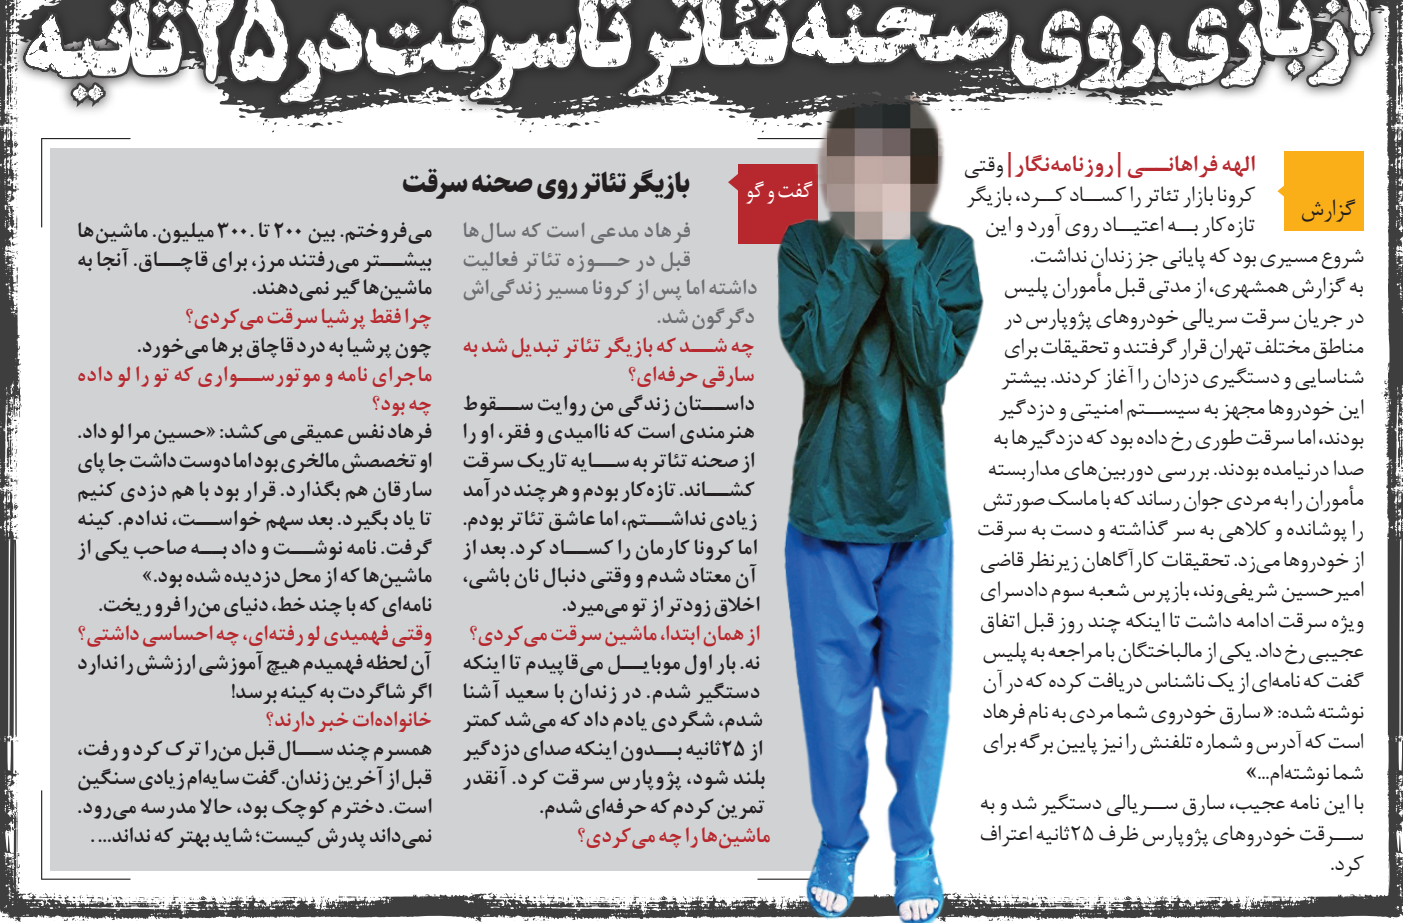 از بازی روی صحنه تئاتر تا سرقت در ۲۵ ثانیه
گزارش
الهه فراهانی | روزنامه‌نگار | وقتی
کرونا بازار تئاتر را کساد کرد، بازیگر
تازه‌کار به اعتیاد روی آورد و این
شروع مسیری بود که پایانی جز زندان نداشت.
به گزارش همشهری، از مدتی قبل مأموران پلیس
در جریان سرقت سریالی خودروهای پژوپارس در
مناطق مختلف تهران قرار گرفتند و تحقیقات برای
شناسایی و دستگیری دزدان را آغاز کردند. بیشتر
این خودروها مجهز به سیستم امنیتی و دزدگیر
بودند، اما سرقت طوری رخ داده بود که دزدگیرها به
صدا درنیامده بودند. بررسی دوربین‌های مداربسته
مأموران را به مردی جوان رساند که با ماسک صورتش
را پوشانده و کلاهی به سر گذاشته و دست به سرقت
از خودروها می‌زد. تحقیقات کارآگاهان زیرنظر قاضی
امیرحسین شریفی‌وند، بازپرس شعبه سوم دادسرای
ویژه سرقت ادامه داشت تا اینکه چند روز قبل اتفاق
عجیبی رخ داد. یکی از مالباختگان با مراجعه به پلیس
گفت که نامه‌ای از یک ناشناس دریافت کرده که در آن
نوشته شده: «سارق خودروی شما مردی به نام فرهاد
است که آدرس و شماره تلفنش را نیز پایین برگه برای
شما نوشته‌ام...»
با این نامه عجیب، سارق سریالی دستگیر شد و به
سرقت خودروهای پژوپارس ظرف ۲۵ثانیه اعتراف
کرد.
گفت و گو
بازیگر تئاتر روی صحنه سرقت
فرهاد مدعی است که سال‌ها
قبل در حوزه تئاتر فعالیت
داشته اما پس از کرونا مسیر زندگی‌اش
دگرگون شد.
چه شد که بازیگر تئاتر تبدیل شد به
سارقی حرفه‌ای؟
داستان زندگی من روایت سقوط
هنرمندی است که ناامیدی و فقر، او را
از صحنه تئاتر به سایه تاریک سرقت
کشاند. تازه‌کار بودم و هرچند درآمد
زیادی نداشتم، اما عاشق تئاتر بودم.
اما کرونا کارمان را کساد کرد. بعد از
آن معتاد شدم و وقتی دنبال نان باشی،
اخلاق زودتر از تو می‌میرد.
از همان ابتدا، ماشین سرقت می‌کردی؟
نه. بار اول موبایل می‌قاپیدم تا اینکه
دستگیر شدم. در زندان با سعید آشنا
شدم، شگردی یادم داد که می‌شد کمتر
از ۲۵ثانیه بدون اینکه صدای دزدگیر
بلند شود، پژوپارس سرقت کرد. آنقدر
تمرین کردم که حرفه‌ای شدم.
ماشین‌ها را چه می‌کردی؟
می‌فروختم. بین ۲۰۰ تا ۳۰۰. میلیون. ماشین‌ها
بیشتر می‌رفتند مرز، برای قاچاق. آنجا به
ماشین‌ها گیر نمی‌دهند.
چرا فقط پرشیا سرقت می‌کردی؟
چون پرشیا به درد قاچاق‌برها می‌خورد.
ماجرای نامه و موتورسواری که تو را لو داده
چه بود؟
فرهاد نفس عمیقی می‌کشد: «حسین مرا لو داد.
او تخصصش مالخری بود اما دوست داشت جا پای
سارقان هم بگذارد. قرار بود با هم دزدی کنیم
تا یاد بگیرد. بعد سهم خواست، ندادم. کینه
گرفت. نامه نوشت و داد به صاحب یکی از
ماشین‌ها که از محل دزدیده شده بود.»
نامه‌ای که با چند خط، دنیای من را فرو ریخت.
وقتی فهمیدی لو رفته‌ای، چه احساسی داشتی؟
آن لحظه فهمیدم هیچ آموزشی ارزشش را ندارد
اگر شاگردت به کینه برسد!
خانواده‌ات خبر دارند؟
همسرم چند سال قبل من را ترک کرد و رفت،
قبل از آخرین زندان. گفت سایه‌ام زیادی سنگین
است. دخترم کوچک بود، حالا مدرسه می‌رود.
نمی‌داند پدرش کیست؛ شاید بهتر که نداند....